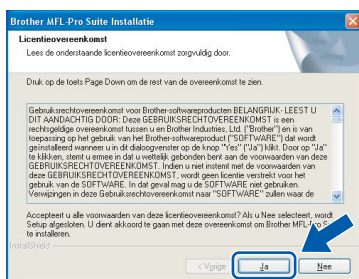 Brother MFL-Pro Suite Installatie
Licentieovereenkomst
Lees de onderstaande licentieovereenkomst zorgvuldig door.
Druk op de toets Page Down om de rest van de overeenkomst te zien.
Gebruiksrechtovereenkomst voor Brother-softwareproducten BELANGRIJK- LEEST U
DIT AANDACHTIG DOOR: Deze GEBRUIKSRECHTOVEREENKOMST is een
rechtsgeldige overeenkomst tussen u en Brother Industries, Ltd. ("Brother") en is van
toepassing op het gebruik van het Brother-softwareproduct ("SOFTWARE") dat wordt
geïnstalleerd wanneer u in dit dialoogvenster op de knop "Yes" ("Ja") klikt. Door op "Ja"
te klikken, stemt u ermee in dat u wettelijk gebonden bent aan de voorwaarden van deze
GEBRUIKSRECHTOVEREENKOMST. Indien u niet instemt met de voorwaarden van
deze GEBRUIKSRECHTOVEREENKOMST, wordt geen licentie verstrekt voor het
gebruik van de SOFTWARE. In dat geval mag u de SOFTWARE niet gebruiken.
Verwijzingen in deze Gebruiksrechtovereenkomst naar "SOFTWARE" zullen waar de
Accepteert u alle voorwaarden van deze licentieovereenkomst? Als u Nee selecteert, wordt
Setup afgesloten. U dient akkoord te gaan met deze overeenkomst om Brother MFL-Pro
te installeren.
InstallShield
< Vorige
Ja
Nee